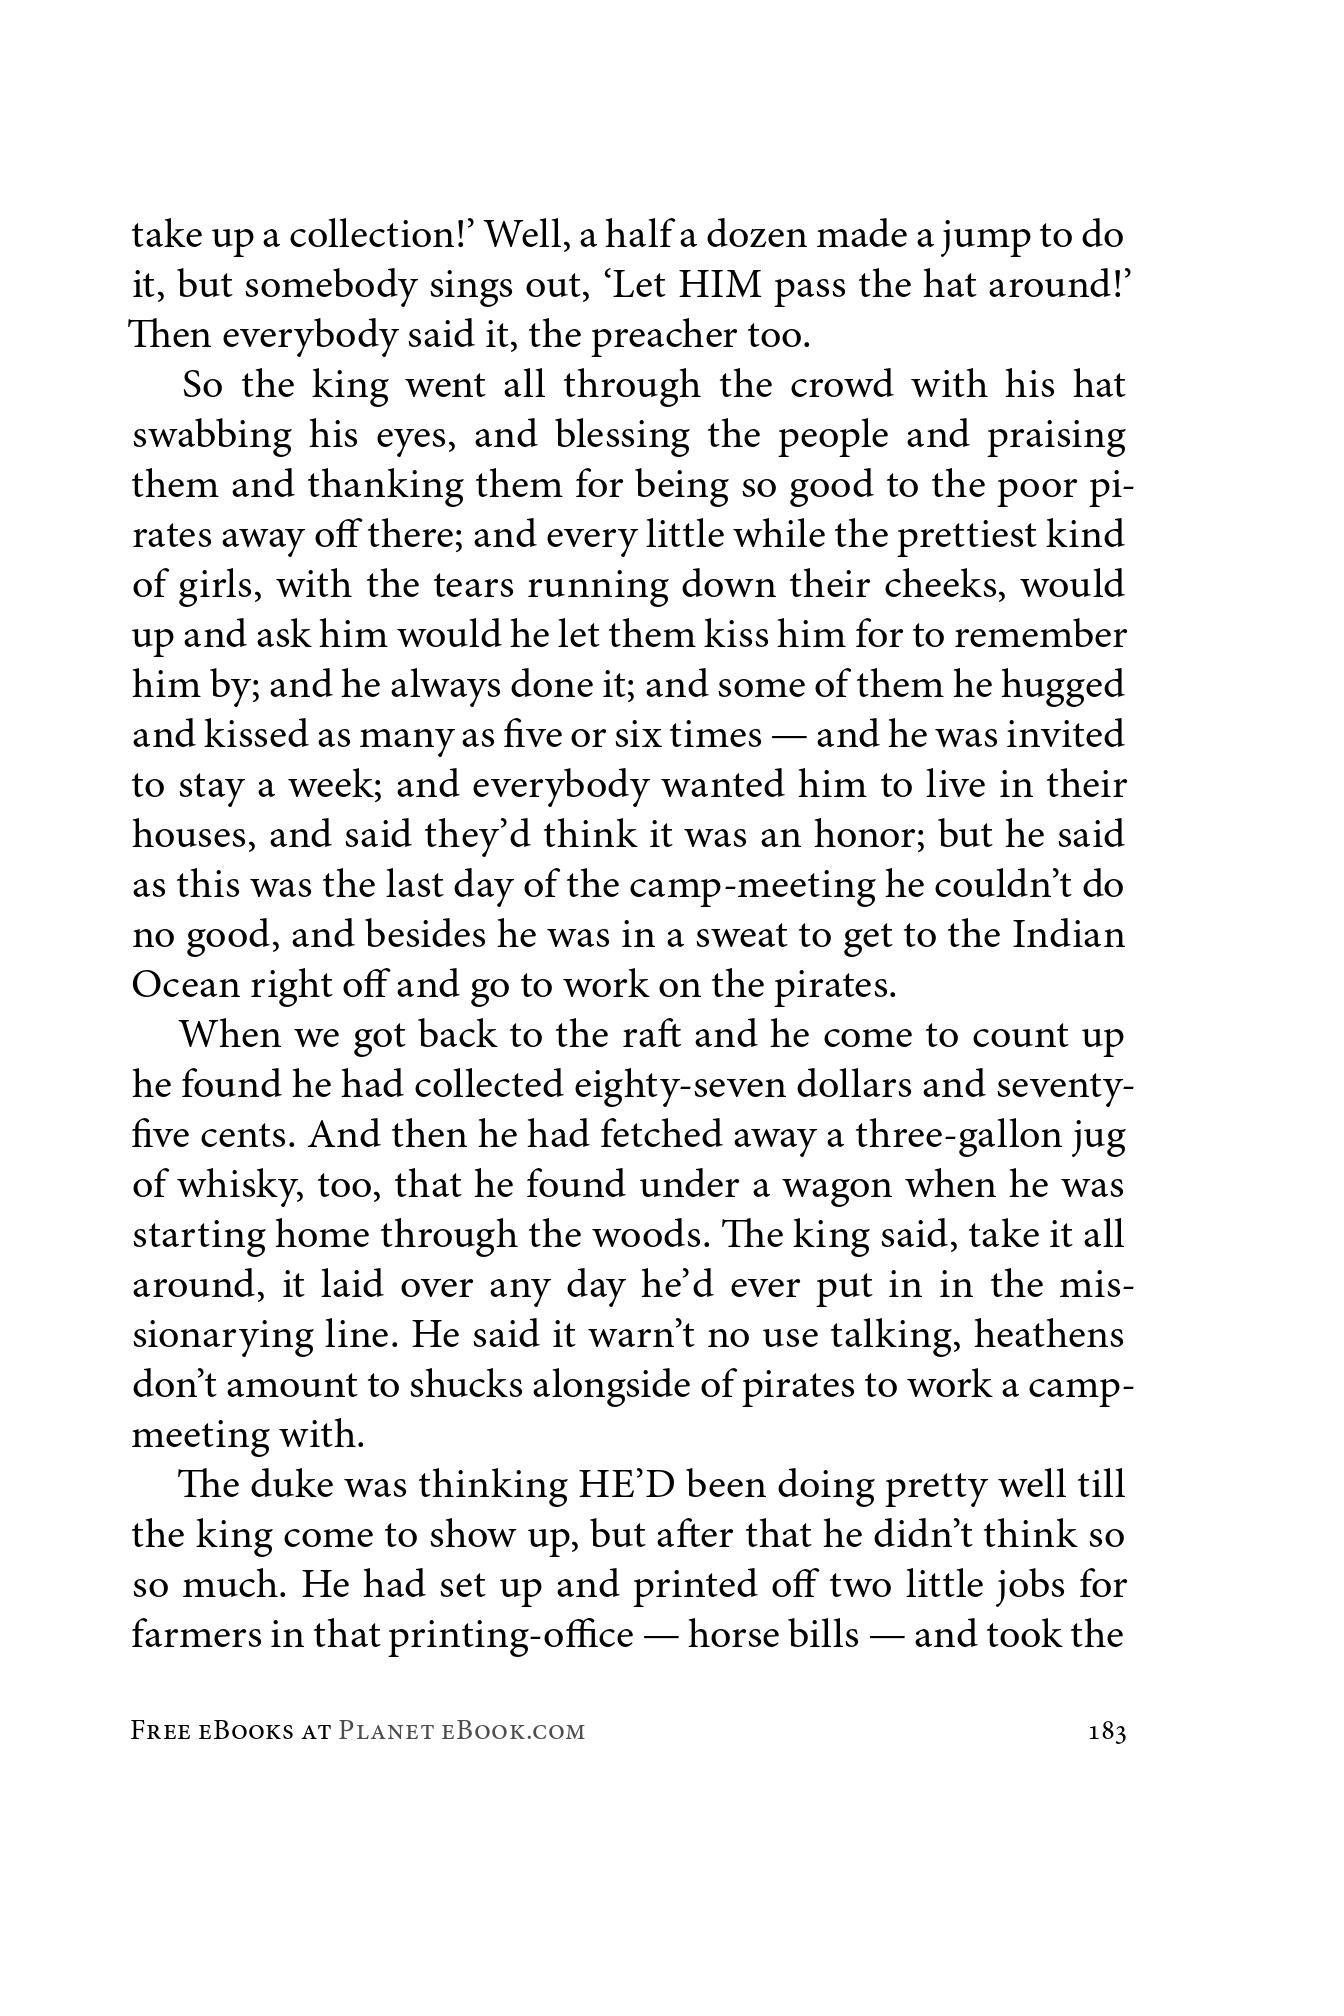 take up a collection!’ Well, a half a dozen made a jump to do
it, but somebody sings out, ‘Let HIM pass the hat around!’
Then everybody said it, the preacher too.
So the king went all through the crowd with his hat
swabbing his eyes, and blessing the people and praising
them and thanking them for being so good to the poor pi-
rates away off there; and every little while the prettiest kind
of girls, with the tears running down their cheeks, would
up and ask him would he let them kiss him for to remember
him by; and he always done it; and some of them he hugged
and kissed as many as five or six times — and he was invited
to stay a week; and everybody wanted him to live in their
houses, and said they’d think it was an honor; but he said
as this was the last day of the camp-meeting he couldn’t do
no good, and besides he was in a sweat to get to the Indian
Ocean right off and go to work on the pirates.
When we got back to the raft and he come to count up
he found he had collected eighty-seven dollars and seventy-
five cents. And then he had fetched away a three-gallon jug
of whisky, too, that he found under a wagon when he was
starting home through the woods. The king said, take it all
around, it laid over any day he’d ever put in in the mis-
sionarying line. He said it warn’t no use talking, heathens
don’t amount to shucks alongside of pirates to work a camp-
meeting with.
The duke was thinking HE’D been doing pretty well till
the king come to show up, but after that he didn’t think so
so much. He had set up and printed off two little jobs for
farmers in that printing-office — horse bills — and took the
Free eBooks at Planet eBook.com 183